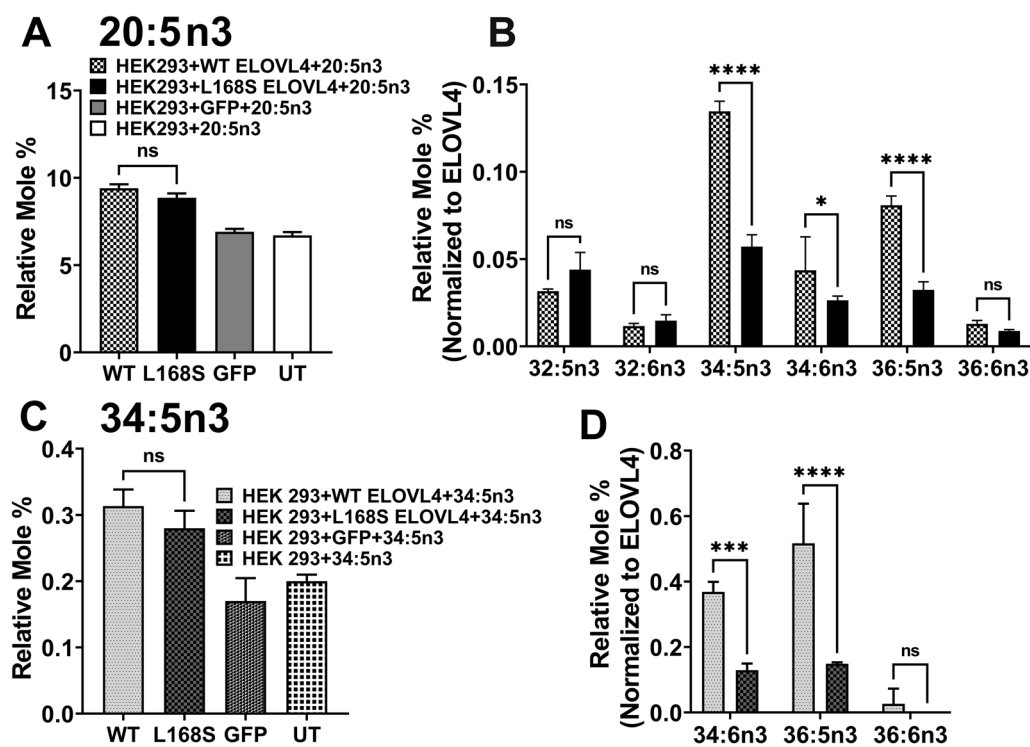 A 20:5n3
HEK293+WT ELOVL4+20:5n3
HEK293+L168S ELOVL4+20:5n3
HEK293+GFP+20:5n3
HEK293+20:5n3
Relative Mole %
15
10
5
0
ns
WT L168S GFP UT
B
Relative Mole %
(Normalized to ELOVL4)
0.15
0.10
0.05
0.00
ns ns **** * **** ns
32:5n3 32:6n3 34:5n3 34:6n3 36:5n3 36:6n3
C 34:5n3
HEK 293+WT ELOVL4+34:5n3
HEK 293+L168S ELOVL4+34:5n3
HEK 293+GFP+34:5n3
HEK 293+34:5n3
Relative Mole %
0.4
0.3
0.2
0.1
0.0
ns
WT L168S GFP UT
D
Relative Mole %
(Normalized to ELOVL4)
0.8
0.6
0.4
0.2
0.0
*** **** ns
34:6n3 36:5n3 36:6n3